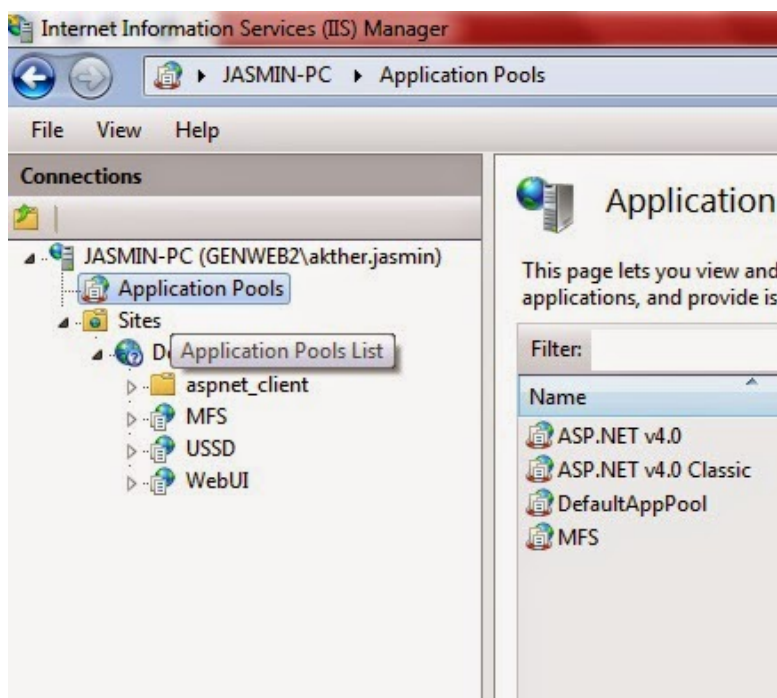 Internet Information Services (IIS) Manager
JASMIN-PC Application Pools
File View Help
Connections
JASMIN-PC (GENWEB2\akther.jasmin)
Application Pools
Sites
D
Application Pools List
aspnet_client
MFS
USSD
WebUI
Application
This page lets you view and
applications, and provide is
Filter:
Name
ASP.NET v4.0
ASP.NET v4.0 Classic
DefaultAppPool
MFS